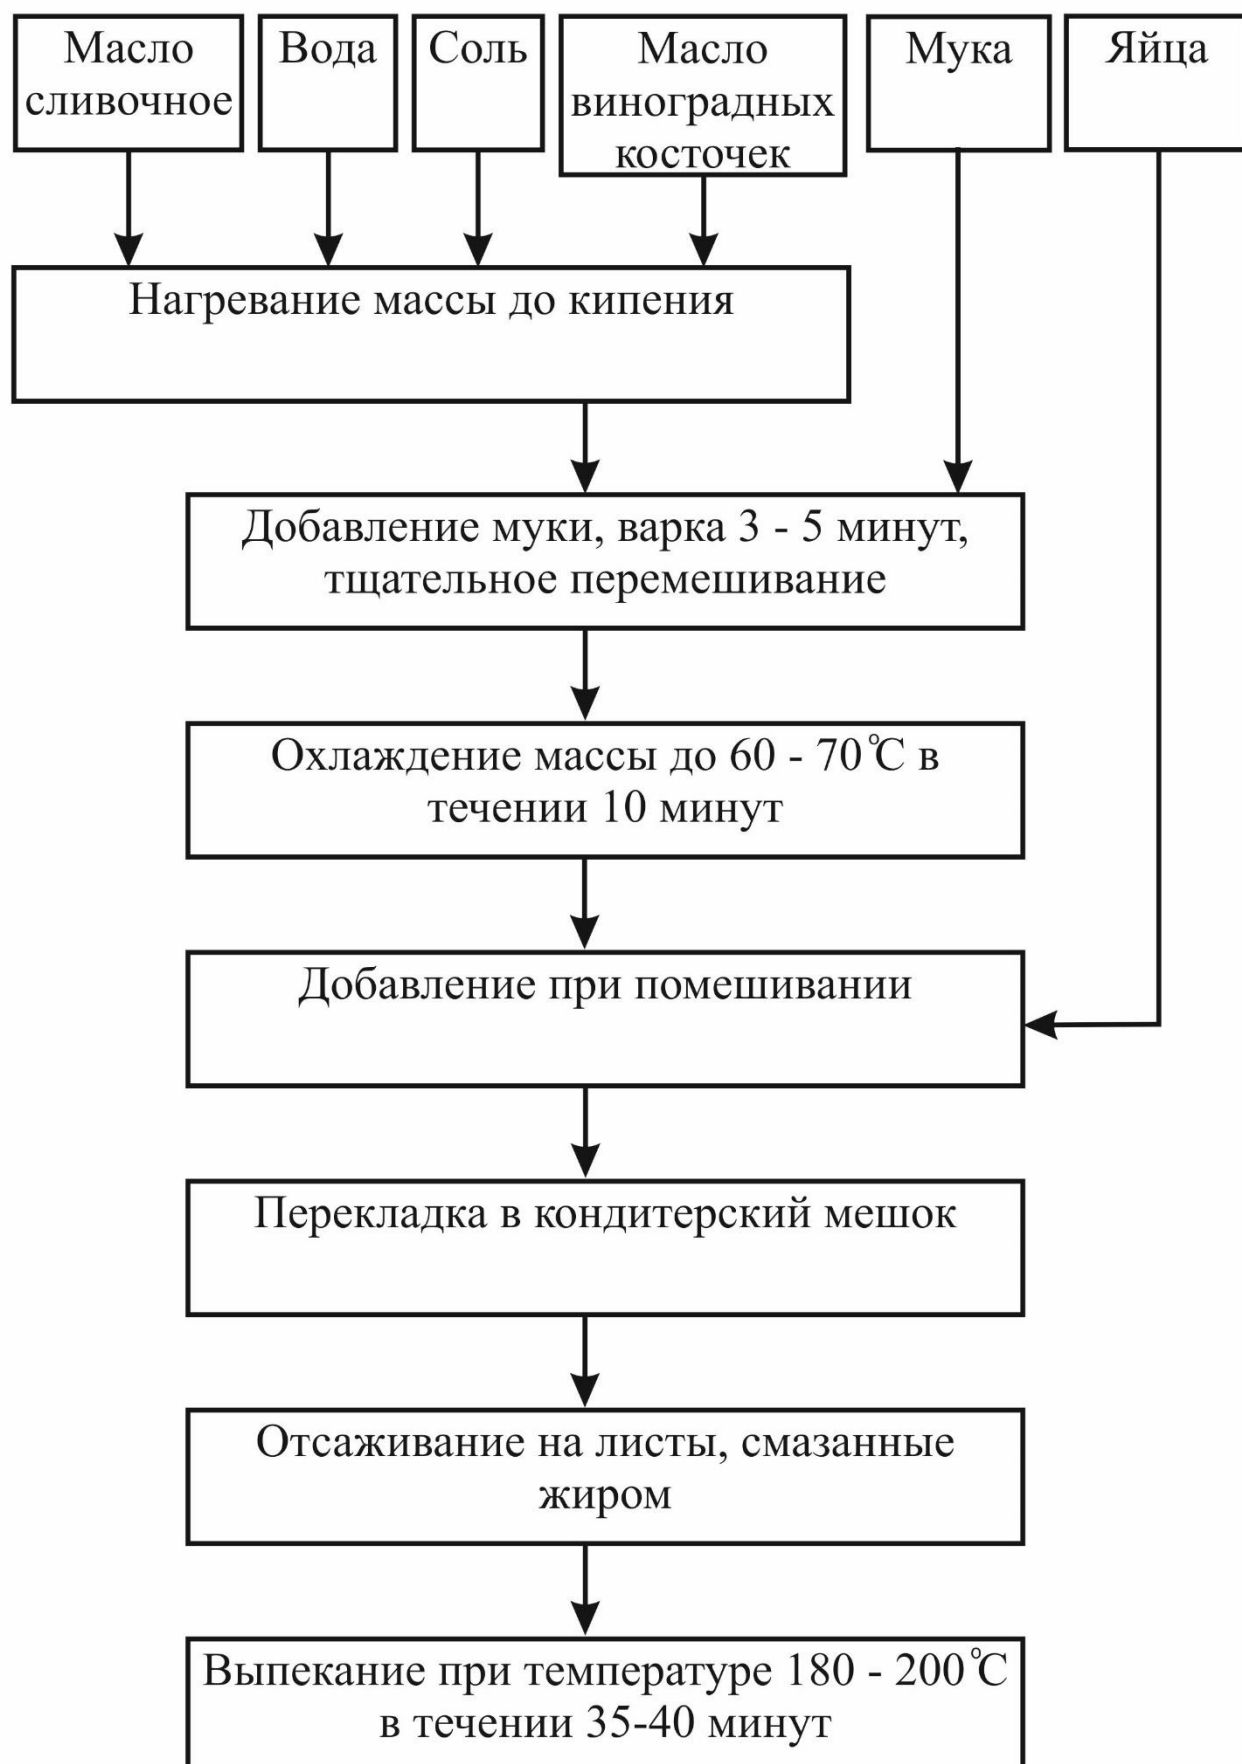 Масло
сливочное
Вода
Соль
Масло
виноградных
косточек
Мука
Яйца
Нагревание массы до кипения
Добавление муки, варка 3 - 5 минут,
тщательное перемешивание
Охлаждение массы до 60 - 70℃ в
течении 10 минут
Добавление при помешивании
Перекладка в кондитерский мешок
Отсаживание на листы, смазанные
жиром
Выпекание при температуре 180 - 200℃
в течении 35-40 минут